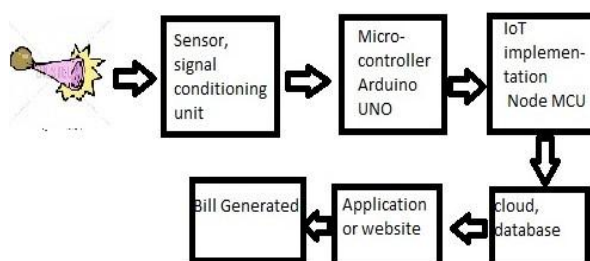 Sensor,
signal
conditioning
unit
Micro-
controller
Arduino
UNO
IoT
implemen-
tation
Node MCU
cloud,
database
Application
or website
Bill Generated